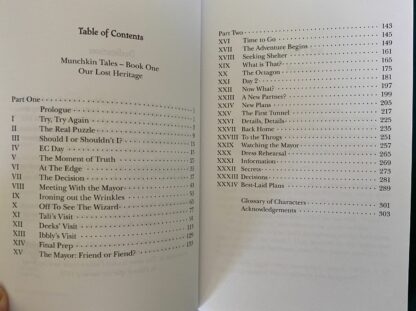 Table of Contents
Munchkin Tales – Book One
Our Lost Heritage
Part One
Prologue
I Try, Try Again
II The Real Puzzle
III Should I or Shouldn't I?
IV EC Day
V The Moment of Truth
VI At The Edge
VII The Decision
VIII Meeting With the Mayor
IX Ironing out the Wrinkles
X Off To See The Wizard
XI Tali's Visit
XII Deeks' Visit
XIII Ibbly's Visit
XIV Final Prep
XV The Mayor: Friend or Fiend?
Part Two 143
XVI Time to Go 145
XVII The Adventure Begins 149
XVIII Seeking Shelter 161
XIX What is That? 165
XX The Octagon 175
XXI Day 2 181
XXII Now What? 197
XXIII A New Partner? 199
XXIV New Plans 205
XXV The First Tunnel 217
XXVI Details, Details 221
XXVII Back Home 235
XXVIII To the Throgs 241
XXIX Watching the Mayor 257
XXX Dress Rehearsal 265
XXXI Information 269
XXXII Secrets 273
XXXIII Decisions 281
XXXIV Best-Laid Plans 289
Glossary of Characters 301
Acknowledgements 303